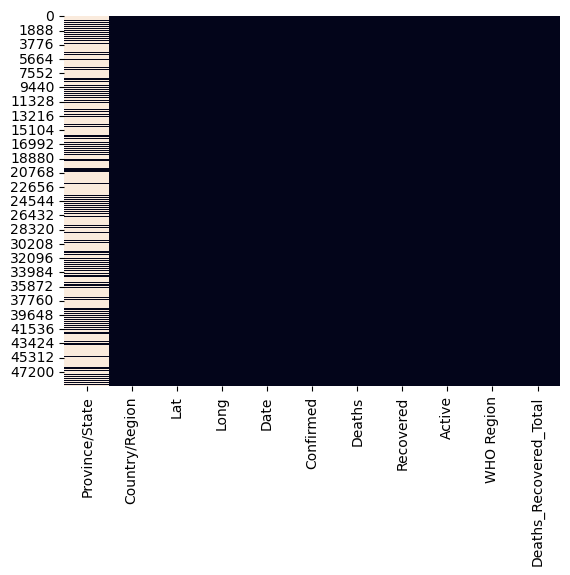 0
1888
3776
5664
7552
9440
11328
13216
15104
16992
18880
20768
22656
24544
26432
28320
30208
32096
33984
35872
37760
39648
41536
43424
45312
47200
Province/State
Country/Region
Lat
Long
Date
Confirmed
Deaths
Recovered
Active
WHO Region
Deaths_Recovered_Total